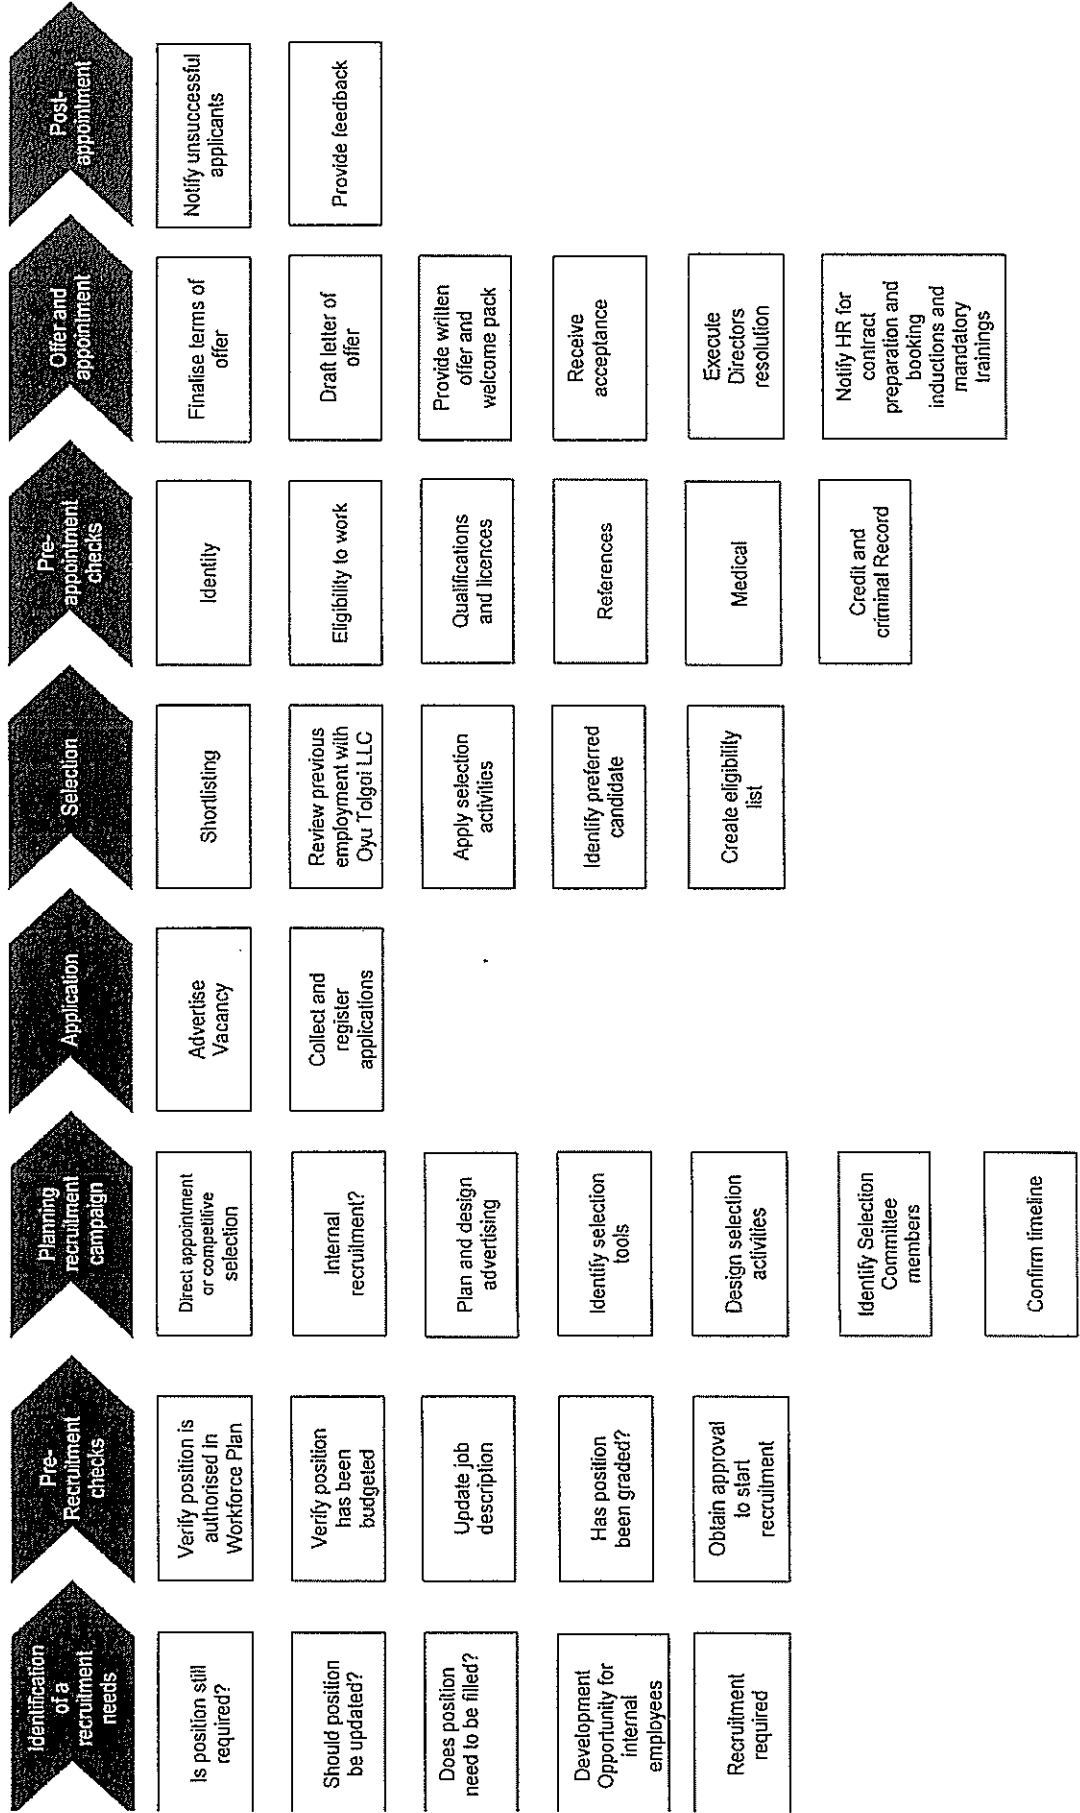 Identification
of a
recruitment
needs
Is position still
required?
Should position
be updated?
Does position
need to be filled?
Development
Opportunity for
internal
employees
Recruitment
required
Pre-
Recruitment
checks
Verify position is
authorised in
Workforce Plan
Verify position
has been
budgeted
Update job
description
Has position
been graded?
Obtain approval
to start
recruitment
Planning
recruitment
campaign
Direct appointment
or competitive
selection
Internal
recruitment?
Plan and design
advertising
Identify selection
tools
Design selection
activities
Identify Selection
Committee
members
Confirm timeline
Application
Advertise
Vacancy
Collect and
register
applications
Selection
Shortlisting
Review previous
employment with
Oyu Tolgoi LLC
Apply selection
activities
Identify preferred
candidate
Create eligibility
list
Pre-
appointment
checks
Identity
Eligibility to work
Qualifications
and licences
References
Medical
Credit and
criminal Record
Offer and
appointment
Finalise terms of
offer
Draft letter of
offer
Provide written
offer and
welcome pack
Receive
acceptance
Execute
Directors
resolution
Notify HR for
contract
preparation and
booking
inductions and
mandatory
trainings
Post-
appointment
Notify unsuccessful
applicants
Provide feedback